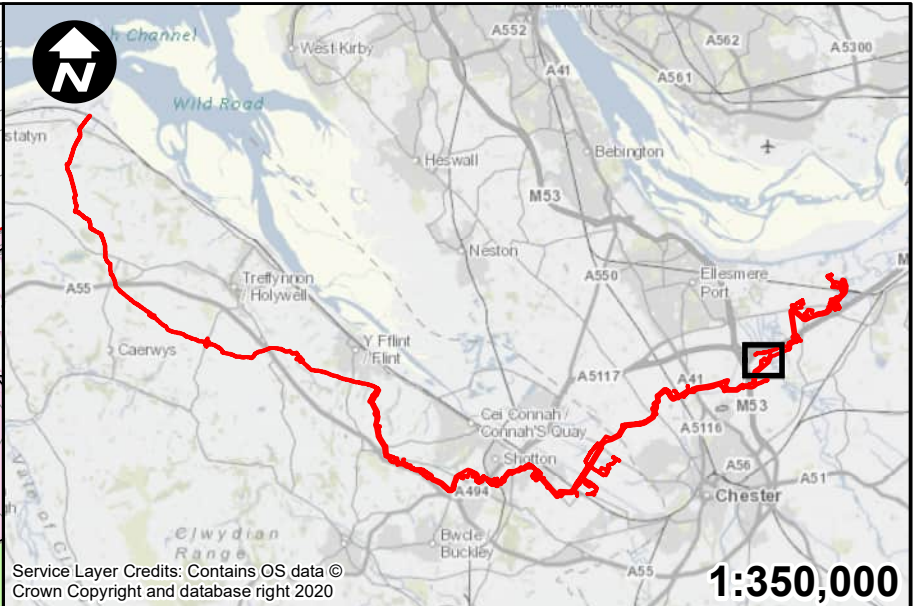 A552
A562
A5300
West Kirby
A41
A561
Wild Road
statyn
Heswall
Bebington
M53
Neston
A550
Ellesmere
Port
Treffynnon
/ Holywell
A55
Caerwys
Y Fflint
/ Flint
A5117
A41
M53
Cei Connah /
Connah'S Quay
A5116
Shotton
A56
A51
A494
Chester
Clwydian
Range
Bwcle
Buckley
A55
N
Service Layer Credits: Contains OS data ©
Crown Copyright and database right 2020
1:350,000